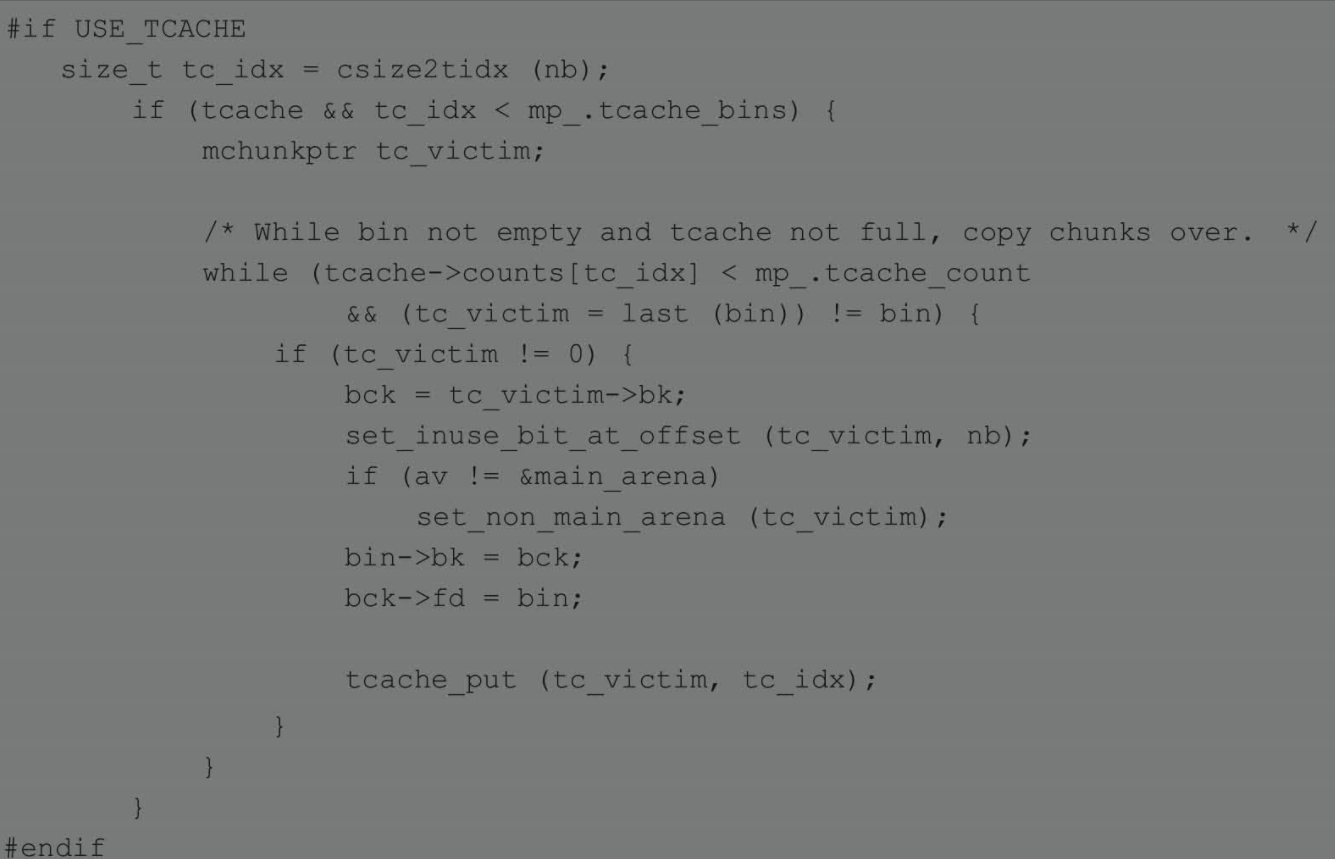 #if USE_TCACHE
size_t tc_idx = csize2tidx (nb);
if (tcache && tc_idx < mp_.tcache_bins) {
mchunkptr tc_victim;
/* While bin not empty and tcache not full, copy chunks over.  */
while (tcache->counts[tc_idx] < mp_.tcache_count
&& (tc_victim = last (bin)) != bin) {
if (tc_victim != 0) {
bck = tc_victim->bk;
set_inuse_bit_at_offset (tc_victim, nb);
if (av != &main_arena)
set_non_main_arena (tc_victim);
bin->bk = bck;
bck->fd = bin;
tcache_put (tc_victim, tc_idx);
}
}
}
#endif